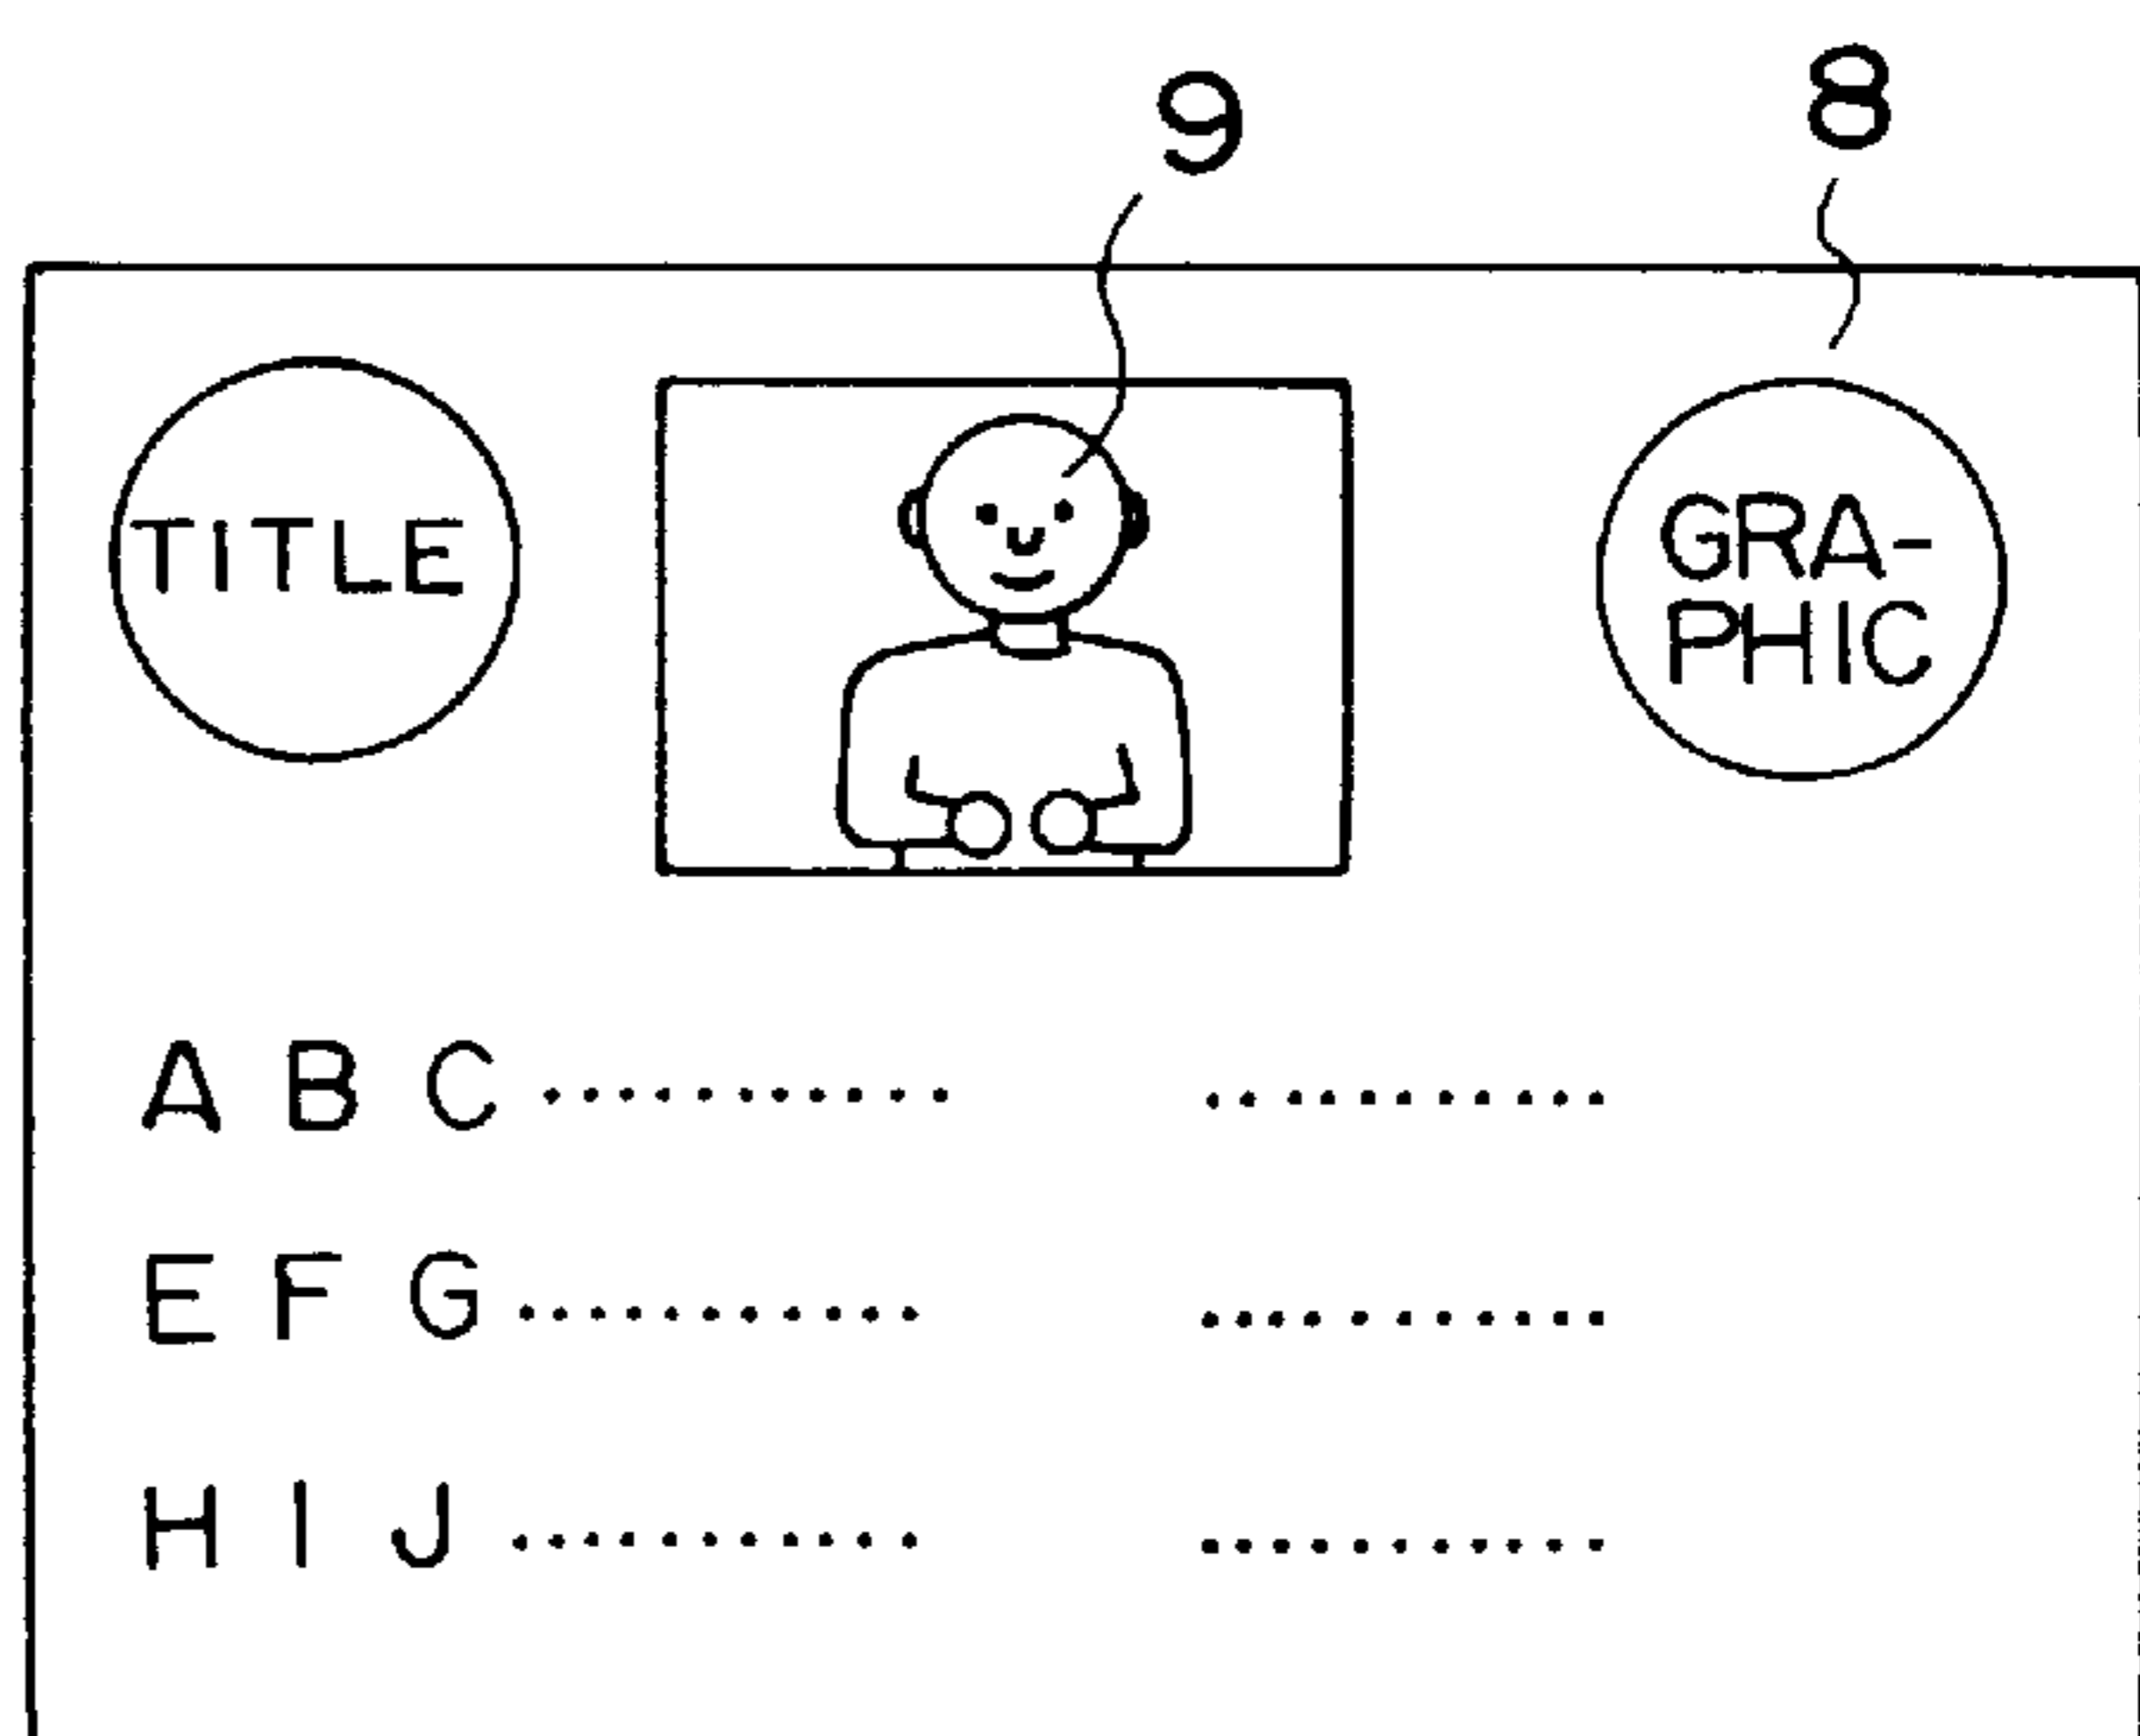 9
8
TITLE
GRA-
PHIC
A B C ........... ...........
E F G ........... ...........
H I J ........... ...........